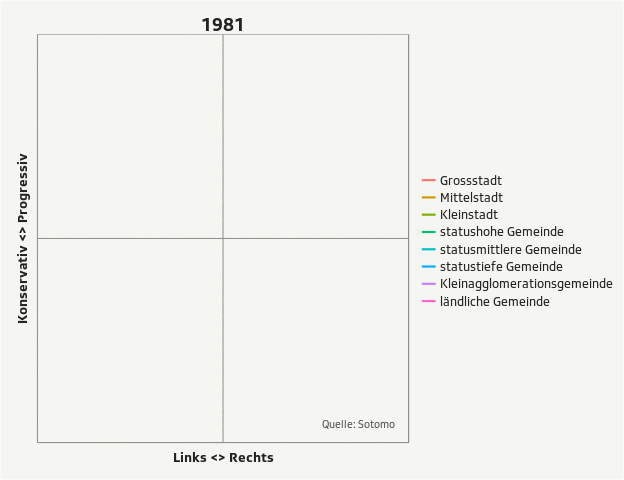 1981
Konservativ <> Progressiv
Grossstadt
Mittelstadt
Kleinstadt
statushohe Gemeinde
statusmittlere Gemeinde
statustiefe Gemeinde
Kleinagglomerationsgemeinde
ländliche Gemeinde
Quelle: Sotomo
Links <> Rechts